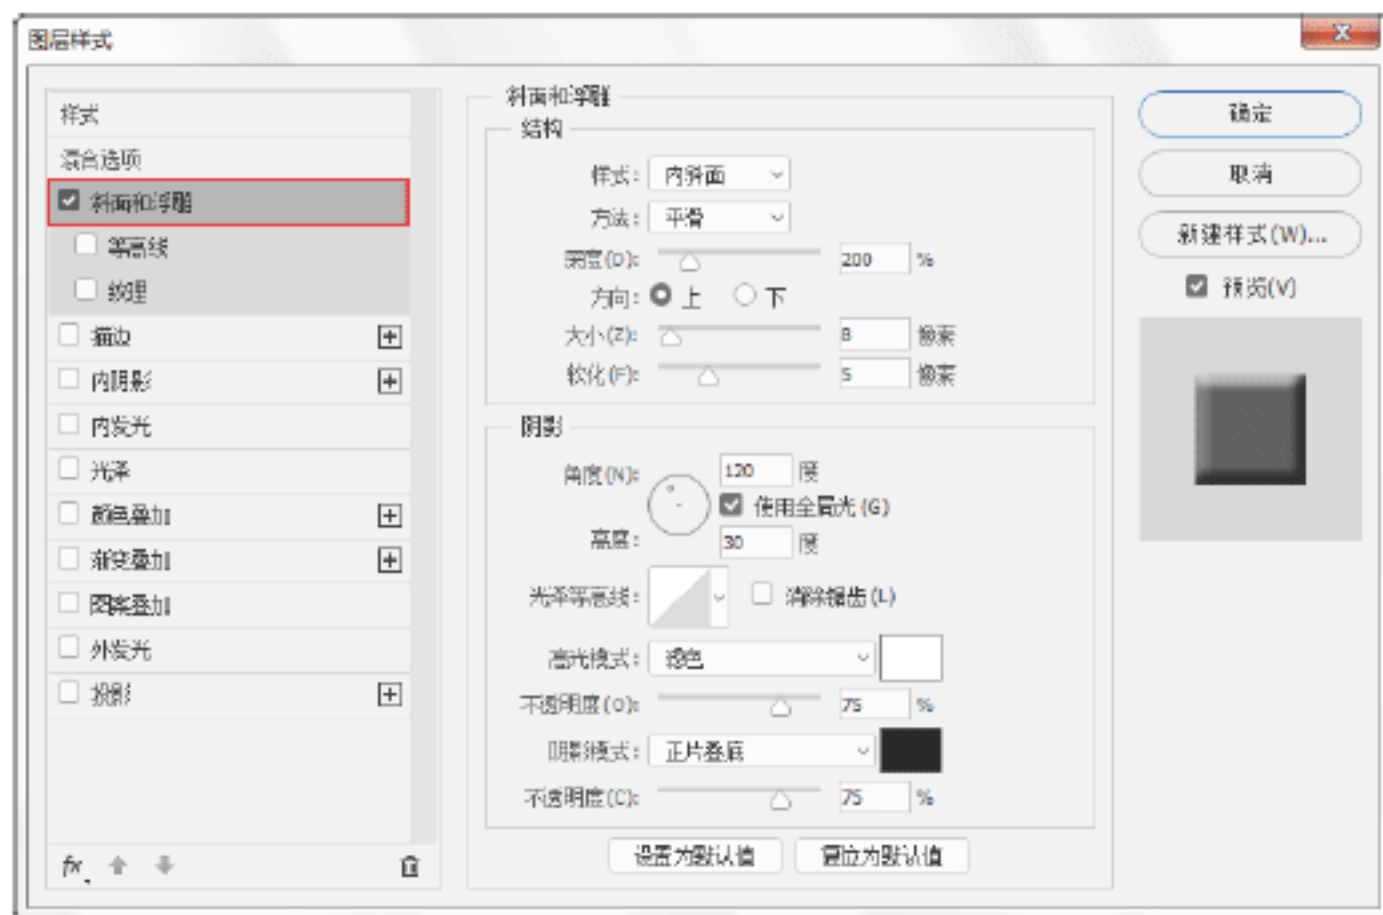 图层样式
样式
混合选项
斜面和浮雕
等高线
纹理
描边
内阴影
内发光
光泽
颜色叠加
渐变叠加
图案叠加
外发光
投影
fx
斜面和浮雕
结构
样式： 内斜面
方法： 平滑
深度(D)： 200 %
方向： 上 下
大小(Z)： 8 像素
软化(F)： 5 像素
阴影
角度(N)： 120 度
使用全局光(G)
高度： 30 度
光泽等高线： 消除锯齿(L)
高光模式： 滤色
不透明度(O)： 75 %
阴影模式： 正片叠底
不透明度(C)： 75 %
设置为默认值 复位为默认值
确定
取消
新建样式(W)...
预览(V)